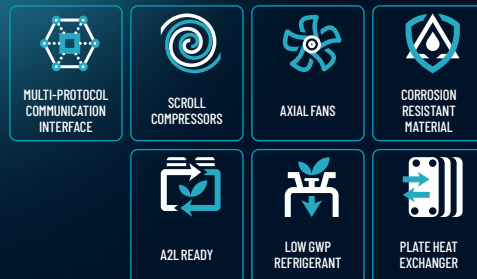 MULTI-PROTOCOL
COMMUNICATION
INTERFACE
SCROLL
COMPRESSORS
AXIAL FANS
CORROSION
RESISTANT
MATERIAL
A2L READY
LOW GWP
REFRIGERANT
PLATE HEAT
EXCHANGER